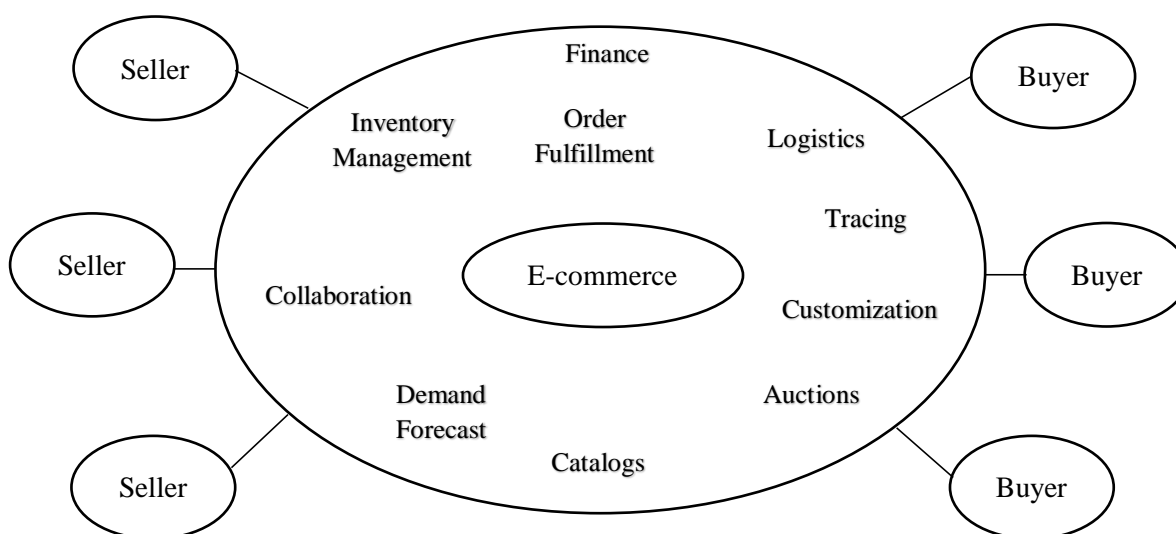 Finance
Seller
Buyer
Inventory
Management
Order
Fulfillment
Logistics
Tracing
Seller
E-commerce
Buyer
Collaboration
Customization
Demand
Forecast
Auctions
Catalogs
Seller
Buyer